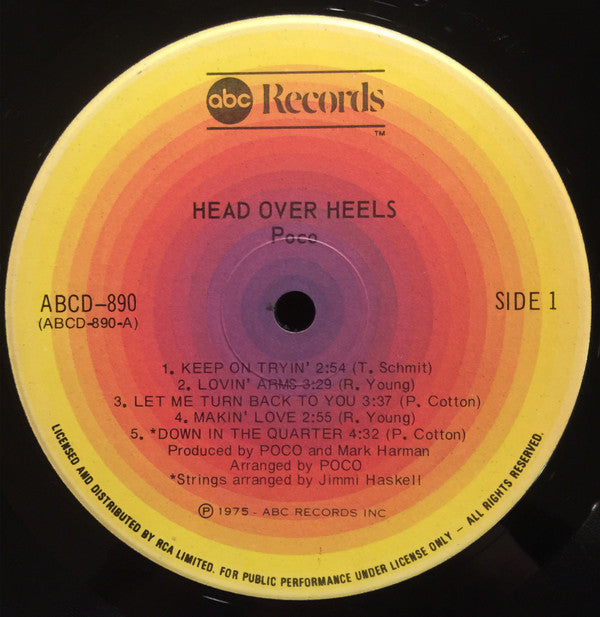 abc Records
TM
HEAD OVER HEELS
Poco
ABCD-890
(ABCD-890-A)
SIDE 1
1. KEEP ON TRYIN' 2:54 (T. Schmit)
2. LOVIN' ARMS 3:29 (R. Young)
3. LET ME TURN BACK TO YOU 3:37 (P. Cotton)
4. MAKIN' LOVE 2:55 (R. Young)
5. *DOWN IN THE QUARTER 4:32 (P. Cotton)
Produced by POCO and Mark Harman
Arranged by POCO
*Strings arranged by Jimmi Haskell
℗ 1975 - ABC RECORDS INC
LICENSED AND DISTRIBUTED BY RCA LIMITED. FOR PUBLIC PERFORMANCE UNDER LICENSE ONLY — ALL RIGHTS RESERVED.